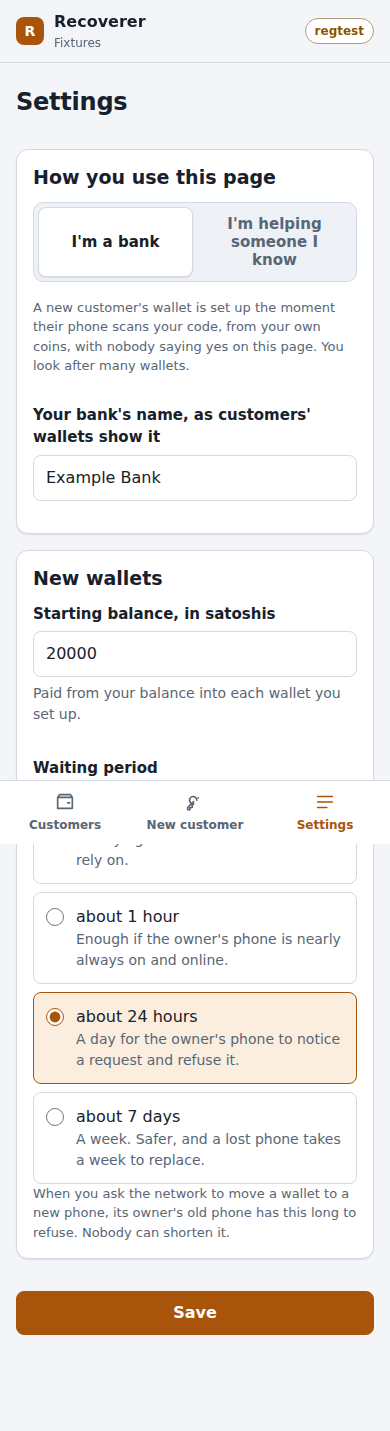 R
Recoverer
Fixtures
regtest
Settings
How you use this page
I'm a bank
I'm helping
someone I
know
A new customer's wallet is set up the moment
their phone scans your code, from your own
coins, with nobody saying yes on this page. You
look after many wallets.
Your bank's name, as customers'
wallets show it
Example Bank
New wallets
Starting balance, in satoshis
20000
Paid from your balance into each wallet you
set up.
Waiting period
Customers
New customer
Settings
rely on.
about 1 hour
Enough if the owner's phone is nearly
always on and online.
about 24 hours
A day for the owner's phone to notice
a request and refuse it.
about 7 days
A week. Safer, and a lost phone takes
a week to replace.
When you ask the network to move a wallet to a
new phone, its owner's old phone has this long to
refuse. Nobody can shorten it.
Save